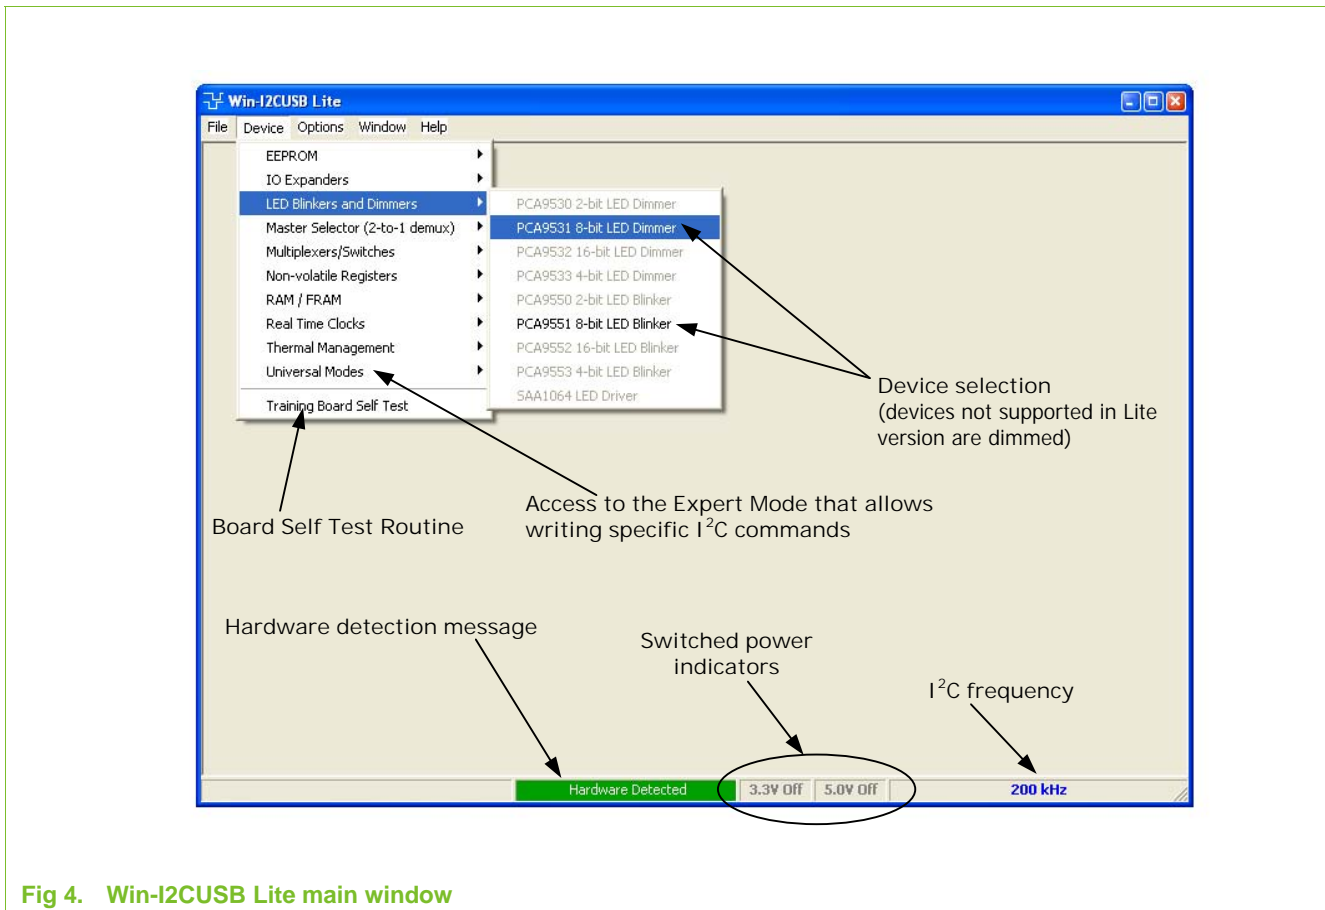 Win-I2CUSB Lite
File Device Options Window Help
EEPROM
IO Expanders
LED Blinkers and Dimmers
Master Selector (2-to-1 demux)
Multiplexers/Switches
Non-volatile Registers
RAM / FRAM
Real Time Clocks
Thermal Management
Universal Modes
Training Board Self Test
PCA9530 2-bit LED Dimmer
PCA9531 8-bit LED Dimmer
PCA9532 16-bit LED Dimmer
PCA9533 4-bit LED Dimmer
PCA9550 2-bit LED Blinker
PCA9551 8-bit LED Blinker
PCA9552 16-bit LED Blinker
PCA9553 4-bit LED Blinker
SAA1064 LED Driver
Device selection
(devices not supported in Lite
version are dimmed)
Access to the Expert Mode that allows
writing specific I²C commands
Board Self Test Routine
Hardware detection message
Switched power
indicators
I²C frequency
Hardware Detected 3.3V Off 5.0V Off 200 kHz
Fig 4. Win-I2CUSB Lite main window